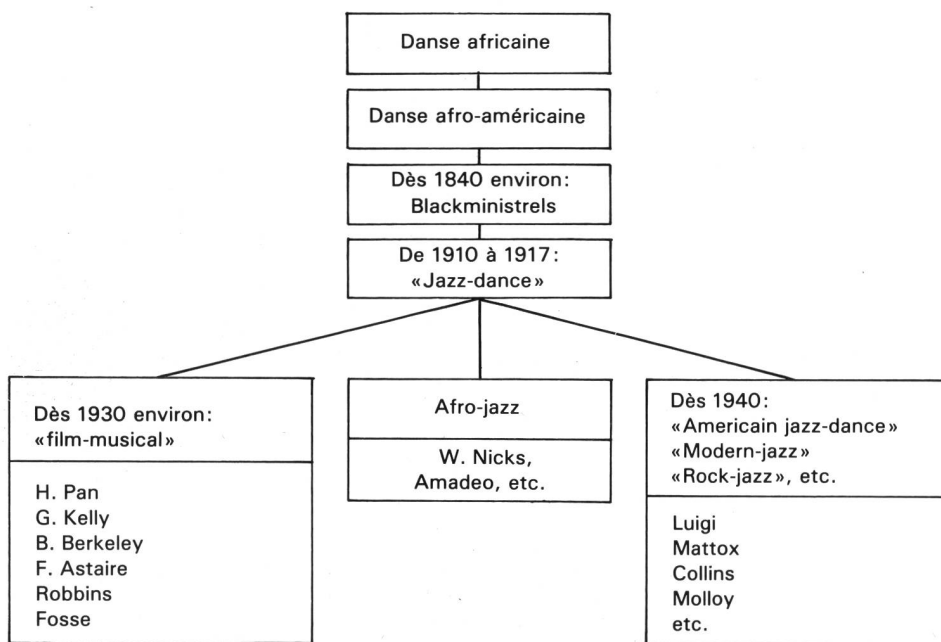 Danse africaine
Danse afro-américaine
Dès 1840 environ:
Blackministrels
De 1910 à 1917:
«Jazz-dance»
Dès 1930 environ:
«film-musical»
H. Pan
G. Kelly
B. Berkeley
F. Astaire
Robbins
Fosse
Afro-jazz
W. Nicks,
Amadeo, etc.
Dès 1940:
«Americain jazz-dance»
«Modern-jazz»
«Rock-jazz», etc.
Luigi
Mattox
Collins
Molloy
etc.